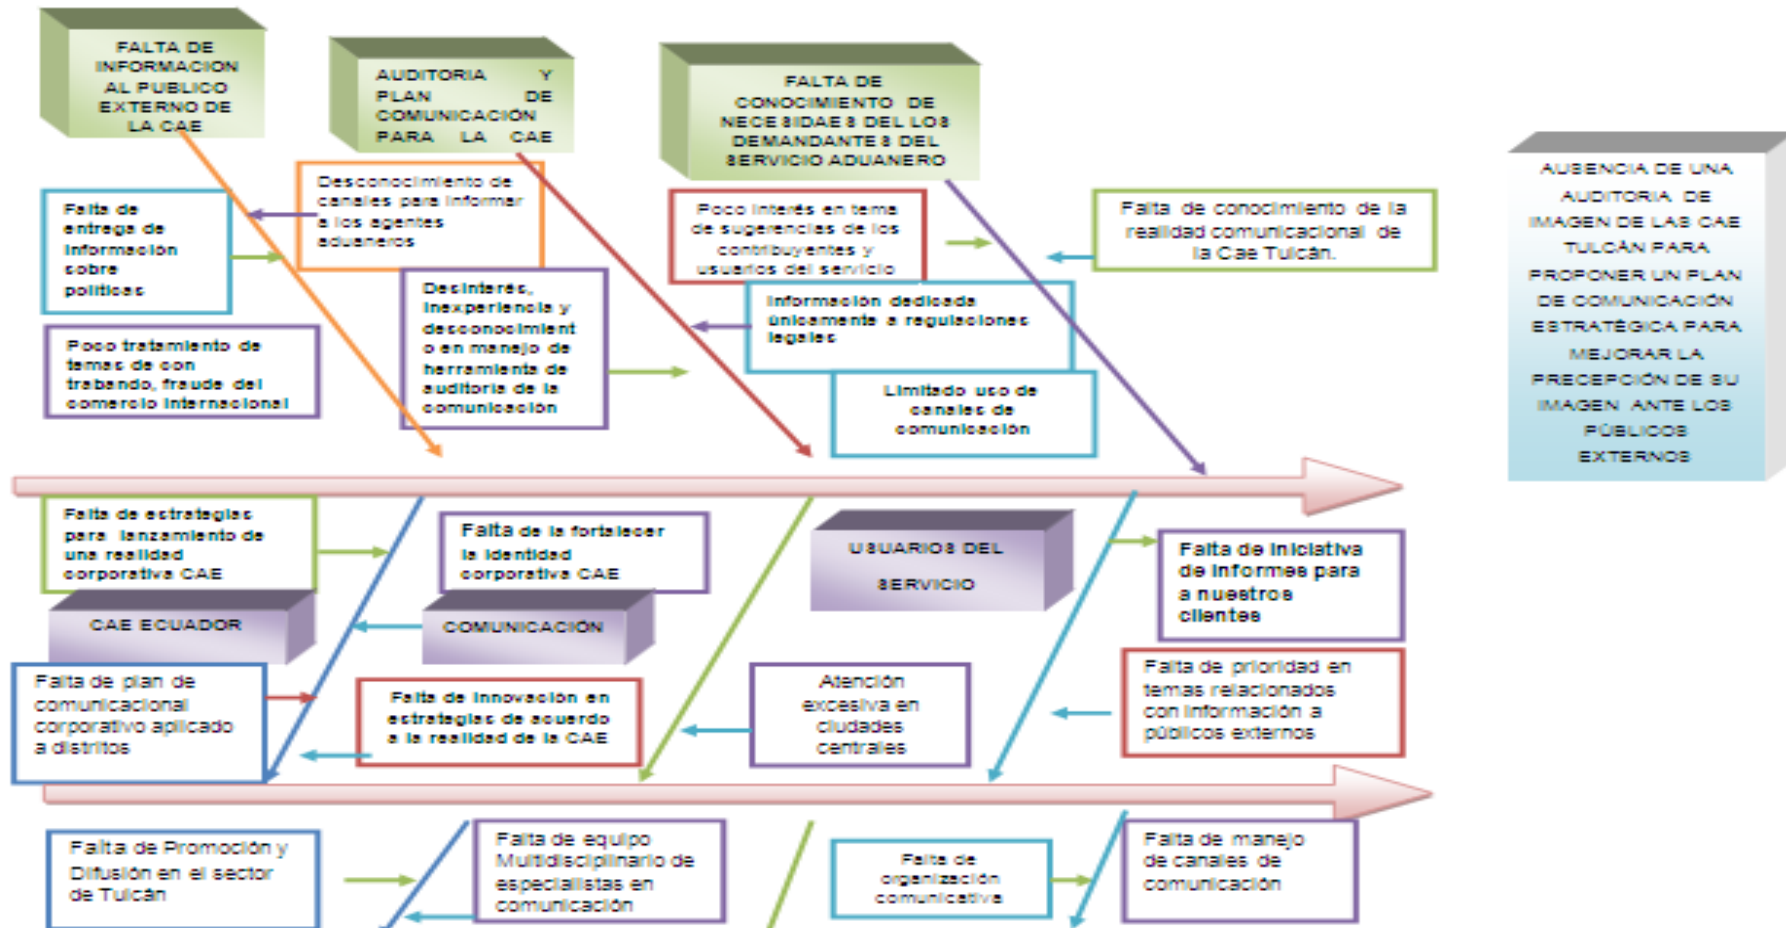 FALTA DE
INFORMACION
AL PUBLICO
EXTERNO DE
LA CAE
AUDITORIA Y
PLAN DE
COMUNICACIÓN
PARA LA CAE
FALTA DE
CONOCIMIENTO DE
NECESIDAES DEL LOS
DEMANDANTES DEL
SERVICIO ADUANERO
AUSENCIA DE UNA
AUDITORIA DE
IMAGEN DE LAS CAE
TULCÁN PARA
PROPONER UN PLAN
DE COMUNICACIÓN
ESTRATÉGICA PARA
MEJORAR LA
PRECEPCIÓN DE SU
IMAGEN ANTE LOS
PÚBLICOS
EXTERNOS
Falta de
entrega de
información
sobre
políticas
Desconocimiento de
canales para informar
a los agentes
aduaneros
Poco interés en tema
de sugerencias de los
contribuyentes y
usuarios del servicio
Falta de conocimiento de la
realidad comunicacional de
la Cae Tulcán.
Poco tratamiento de
temas de con
trabando, fraude del
comercio internacional
Desinterés,
inexperiencia y
desconocimient
o en manejo de
herramienta de
auditoria de la
comunicación
Información dedicada
únicamente a regulaciones
legales
Limitado uso de
canales de
comunicación
Falta de estrategias
para lanzamiento de
una realidad
corporativa CAE
Falta de la fortalecer
la identidad
corporativa CAE
USUARIOS DEL
SERVICIO
Falta de iniciativa
de informes para
a nuestros
clientes
CAE ECUADOR
COMUNICACIÓN
Falta de plan de
comunicacional
corporativo aplicado
a distritos
Falta de innovación en
estrategias de acuerdo
a la realidad de la CAE
Atención
excesiva en
ciudades
centrales
Falta de prioridad en
temas relacionados
con información a
públicos externos
Falta de Promoción y
Difusión en el sector
de Tulcán
Falta de equipo
Multidisciplinario de
especialistas en
comunicación
Falta de
organización
comunicativa
Falta de manejo
de canales de
comunicación